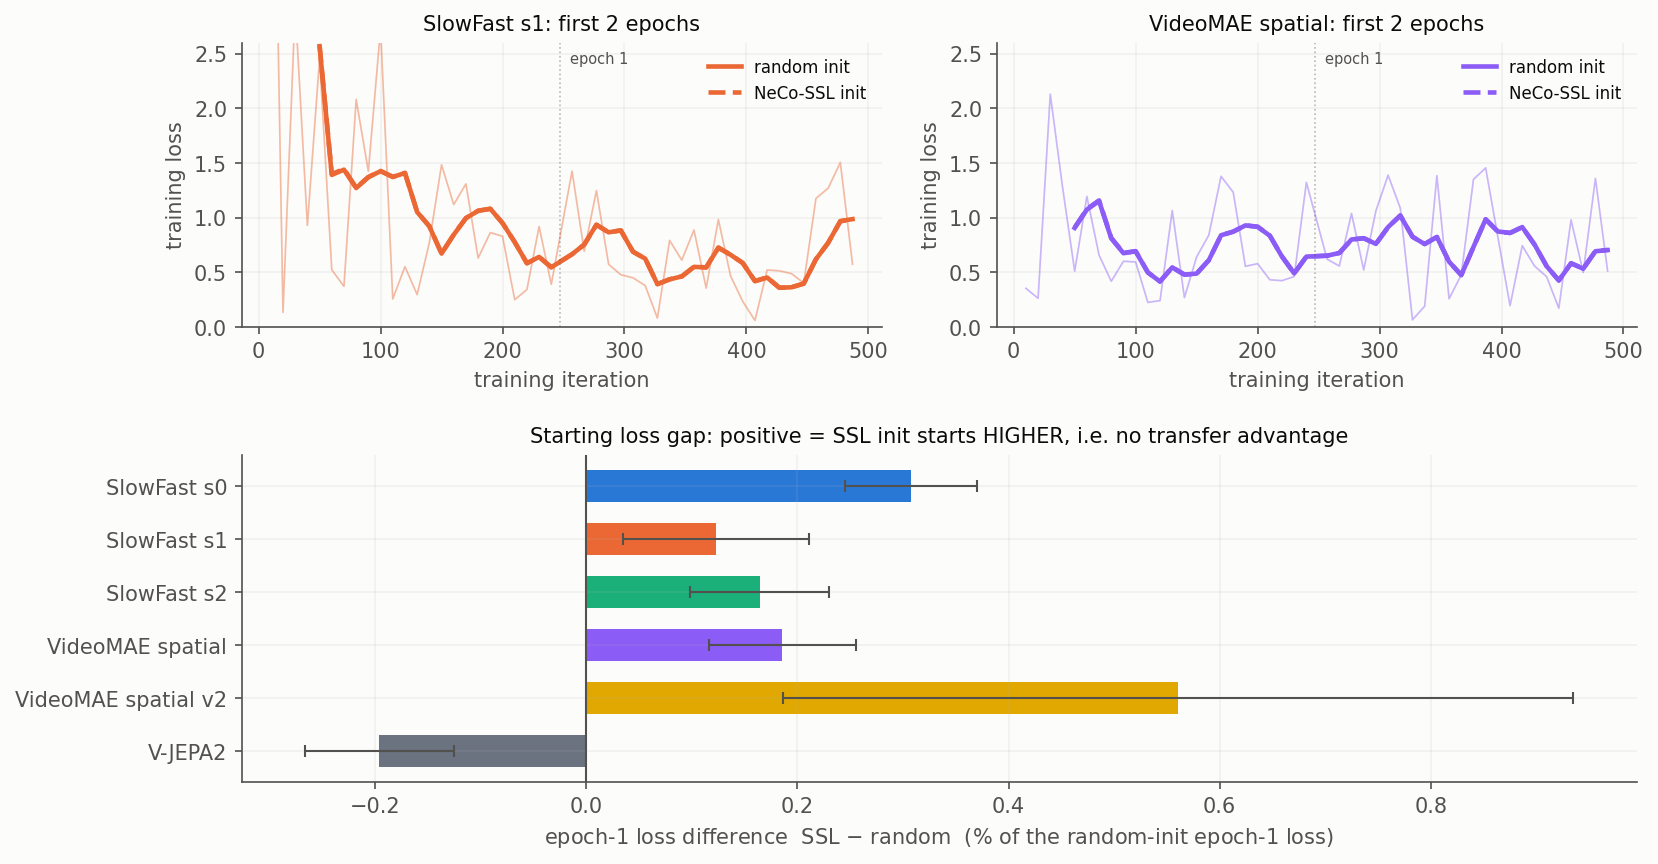 SlowFast s1: first 2 epochs
2.5
2.0
1.5
1.0
0.5
0.0
training loss
epoch 1
random init
NeCo-SSL init
0
100
200
300
400
500
training iteration
VideoMAE spatial: first 2 epochs
2.5
2.0
1.5
1.0
0.5
0.0
training loss
epoch 1
random init
NeCo-SSL init
0
100
200
300
400
500
training iteration
Starting loss gap: positive = SSL init starts HIGHER, i.e. no transfer advantage
SlowFast s0
SlowFast s1
SlowFast s2
VideoMAE spatial
VideoMAE spatial v2
V-JEPA2
−0.2
0.0
0.2
0.4
0.6
0.8
epoch-1 loss difference  SSL − random  (% of the random-init epoch-1 loss)